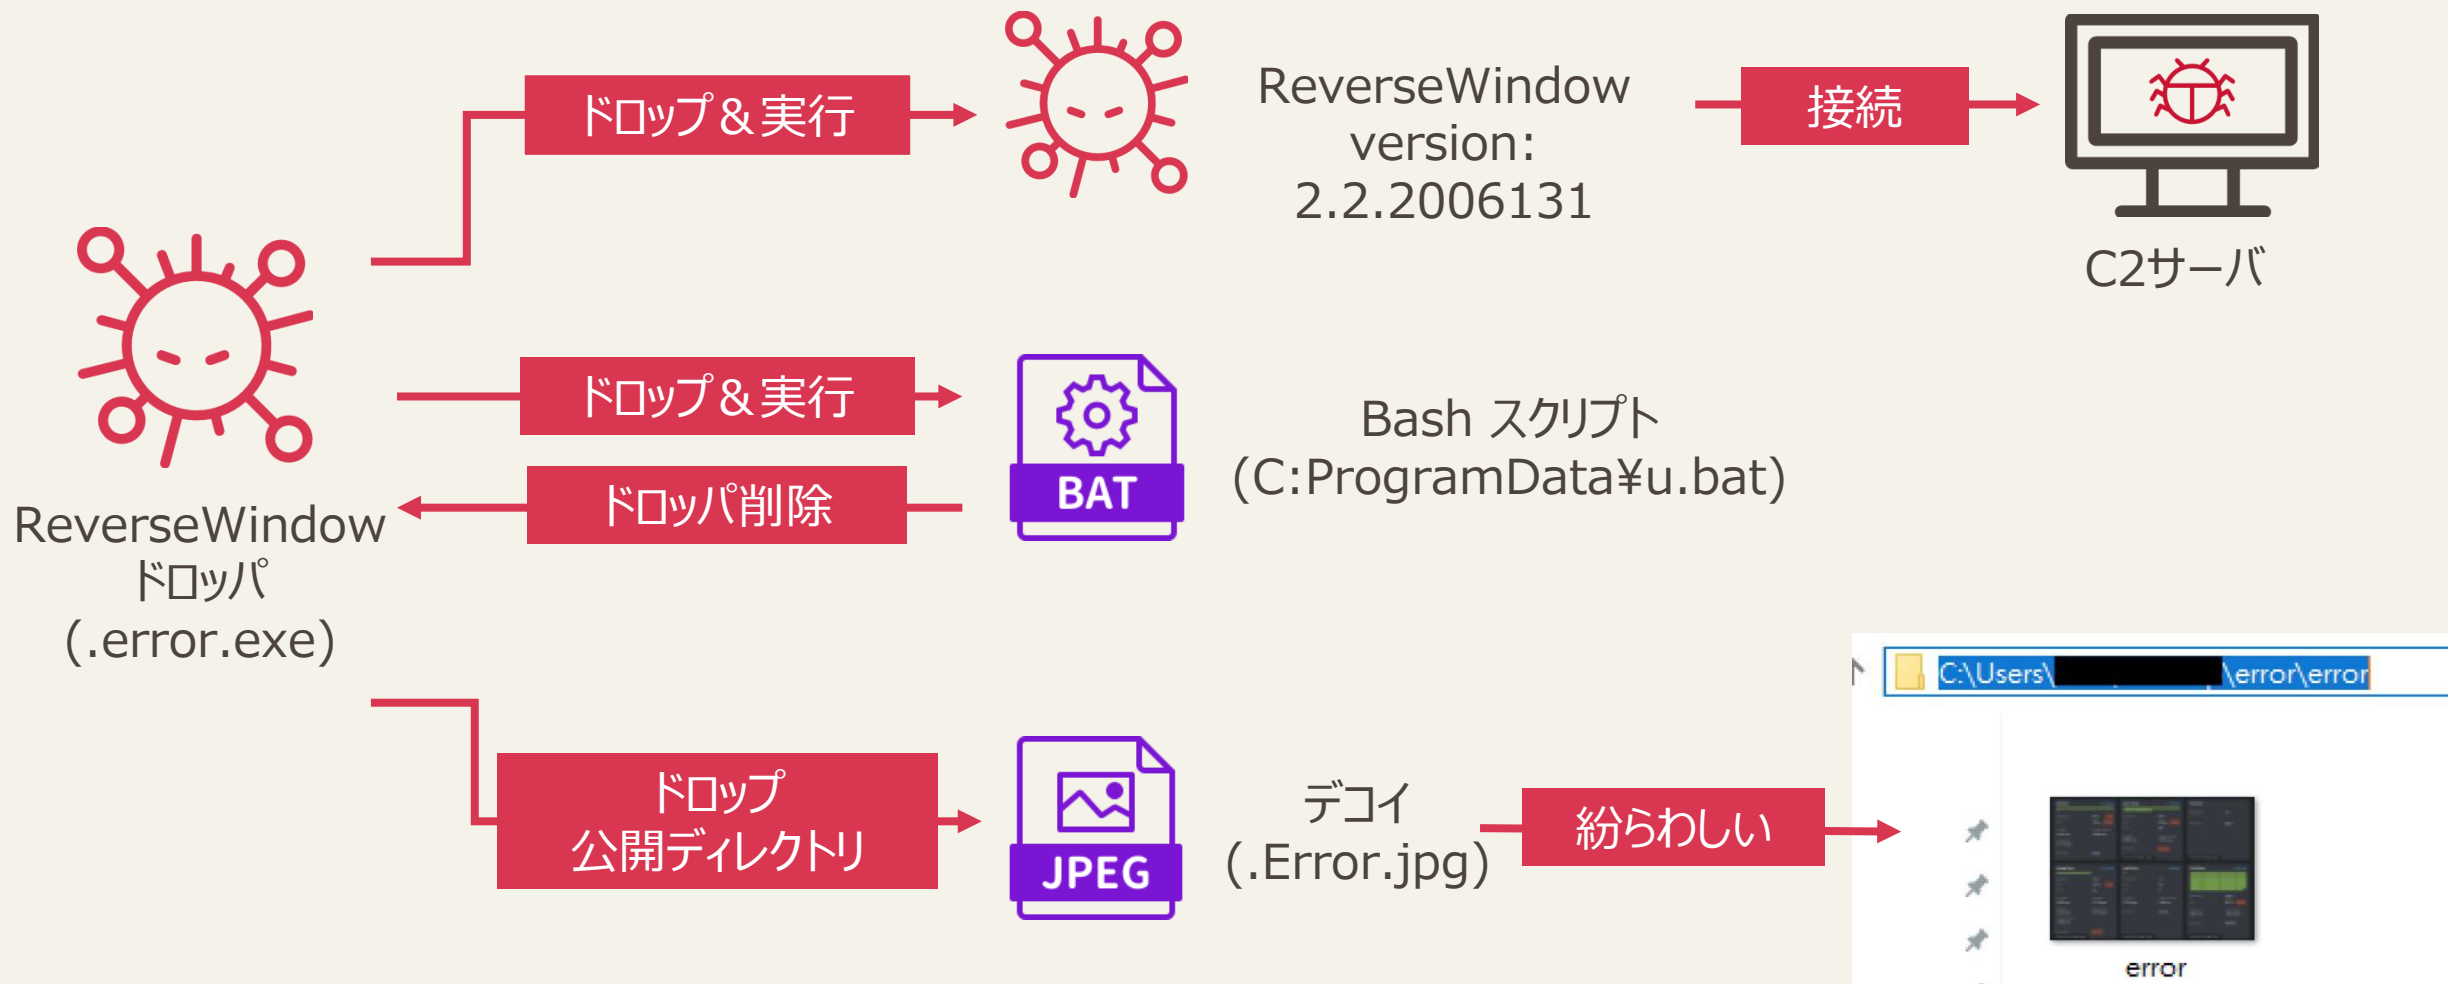 ドロップ＆実行
ReverseWindow
version:
2.2.2006131
接続
C2サーバ
ReverseWindow
ドロッパ
(.error.exe)
ドロップ＆実行
BAT
Bash スクリプト
(C:ProgramData¥u.bat)
ドロッパ削除
ドロップ
公開ディレクトリ
JPEG
デコイ
(.Error.jpg)
紛らわしい
C:\Users\
\error\error
error